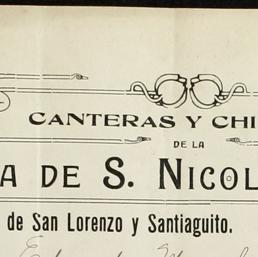 CANTERAS Y CHI
DE LA
A DE S. NICOL
de San Lorenzo y Santiaguito.